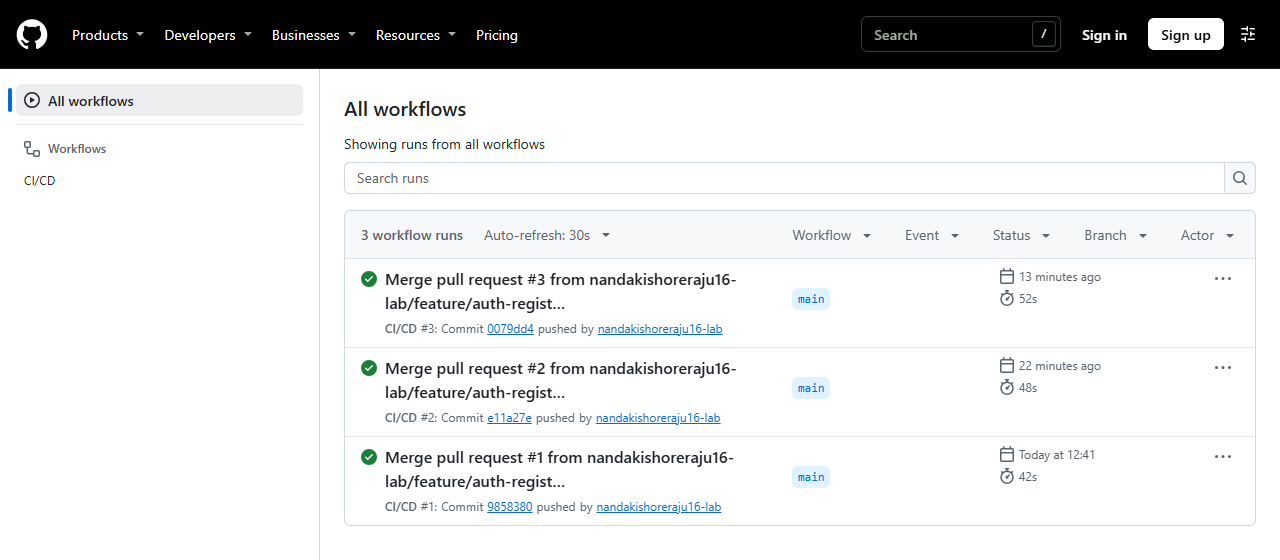 Products Developers Businesses Resources Pricing Search / Sign in Sign up
All workflows
Workflows
CI/CD
All workflows
Showing runs from all workflows
Search runs
3 workflow runs Auto-refresh: 30s Workflow Event Status Branch Actor
Merge pull request #3 from nandakishoreraju16-
lab/feature/auth-regist...
CI/CD #3: Commit 0079dd4 pushed by nandakishoreraju16-lab
main
13 minutes ago
52s
Merge pull request #2 from nandakishoreraju16-
lab/feature/auth-regist...
CI/CD #2: Commit e11a27e pushed by nandakishoreraju16-lab
main
22 minutes ago
48s
Merge pull request #1 from nandakishoreraju16-
lab/feature/auth-regist...
CI/CD #1: Commit 9858380 pushed by nandakishoreraju16-lab
main
Today at 12:41
42s